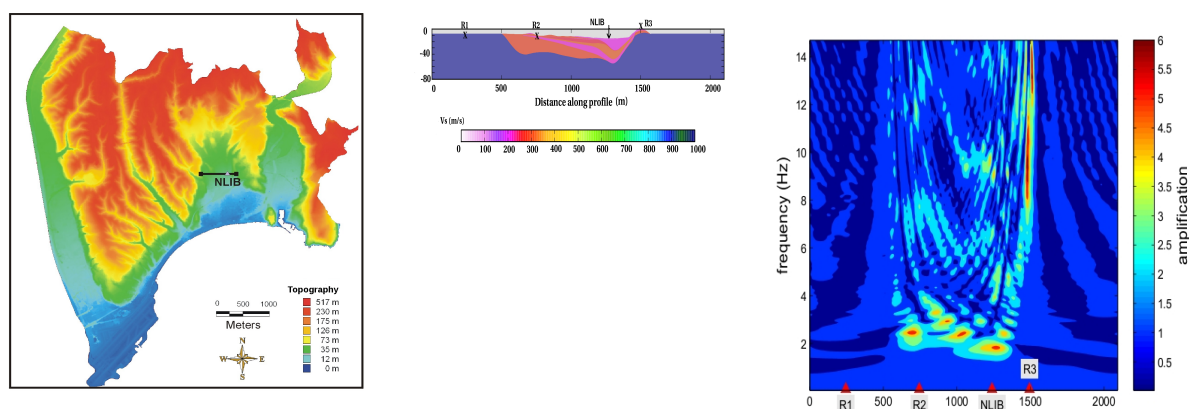 NLIB
Topography
517 m
230 m
175 m
126 m
73 m
35 m
12 m
0 m
0 500 1000
Meters
N
W E
S
R1 R2 NLIB R3
0
-40
-80
0 500 1000 1500 2000
Distance along profile (m)
Vs (m/s)
0 100 200 300 400 500 600 700 800 900 1000
14
12
10
8
6
4
2
frequency (Hz)
R3
R1 R2 NLIB
0 500 1000 1500 2000
6
5.5
5
4.5
4
3.5
3
2.5
2
1.5
1
0.5
amplification